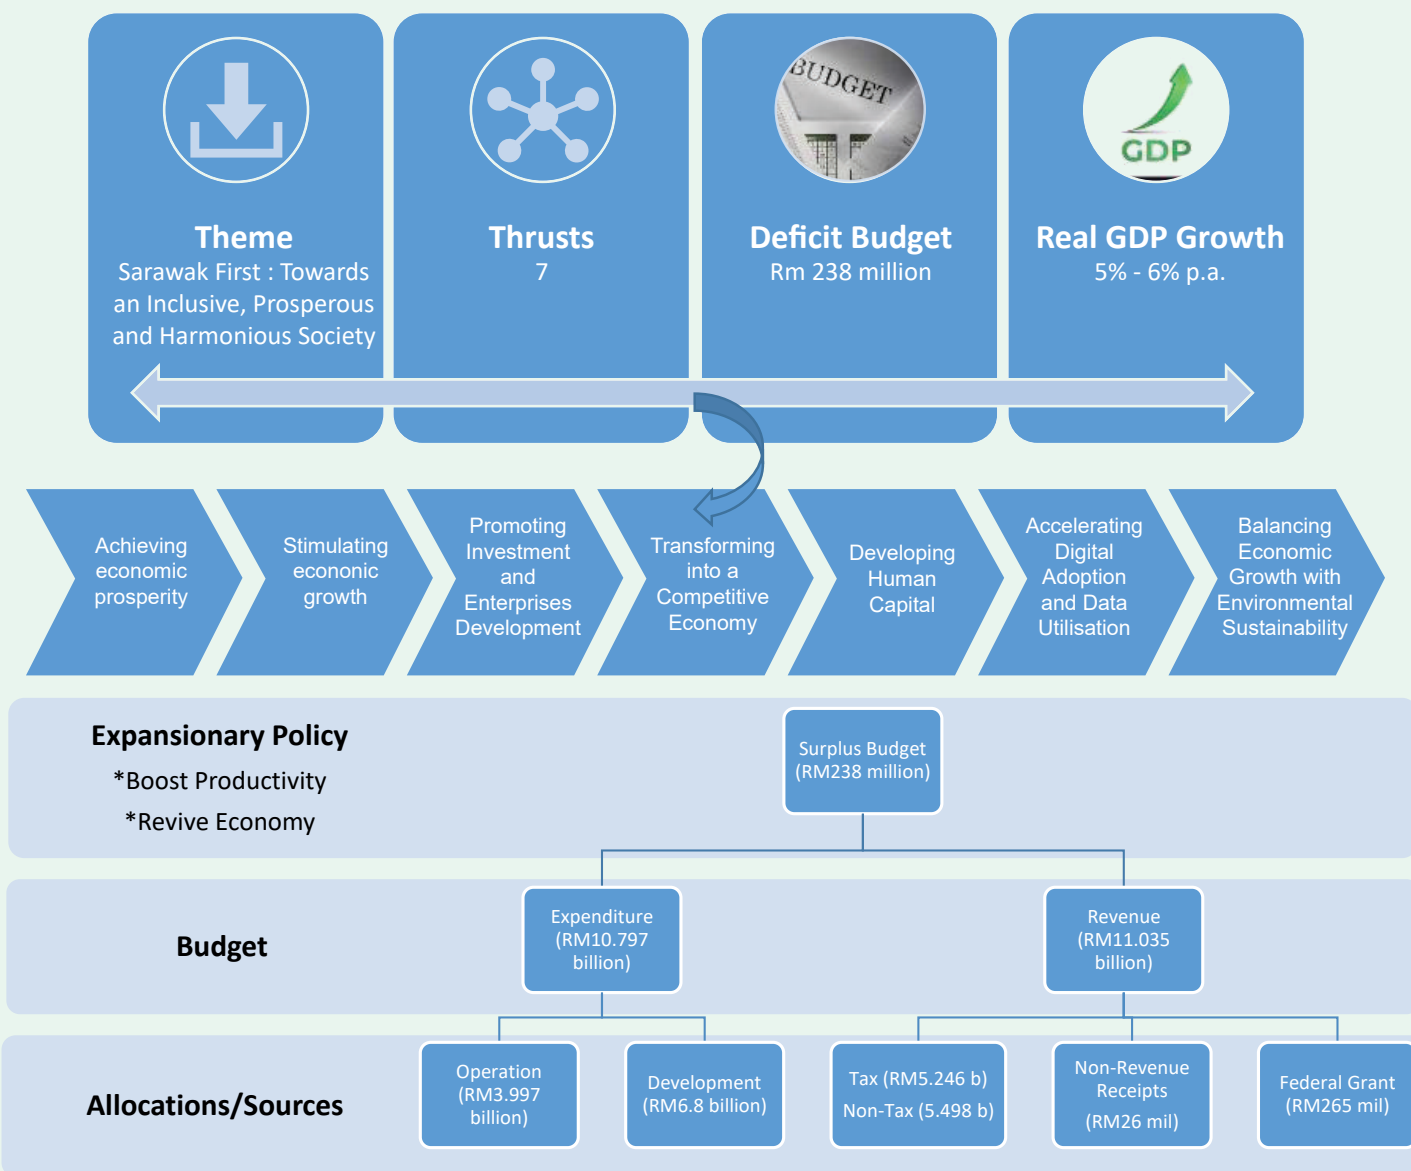 BUDGET
GDP
Theme
Sarawak First : Towards
an Inclusive, Prosperous
and Harmonious Society
Thrusts
7
Deficit Budget
Rm 238 million
Real GDP Growth
5% - 6% p.a.
Achieving
economic
prosperity
Stimulating
econonic
growth
Promoting
Investment
and
Enterprises
Development
Transforming
into a
Competitive
Economy
Developing
Human
Capital
Accelerating
Digital
Adoption
and Data
Utilisation
Balancing
Economic
Growth with
Environmental
Sustainability
Expansionary Policy
*Boost Productivity
*Revive Economy
Surplus Budget
(RM238 million)
Budget
Expenditure
(RM10.797
billion)
Revenue
(RM11.035
billion)
Allocations/Sources
Operation
(RM3.997
billion)
Development
(RM6.8 billion)
Tax (RM5.246 b)
Non-Tax (5.498 b)
Non-Revenue
Receipts
(RM26 mil)
Federal Grant
(RM265 mil)